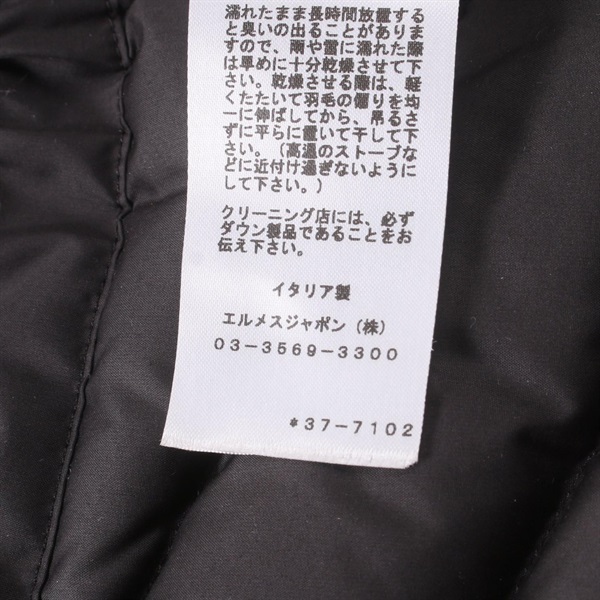 濡れたまま長時間放置する
と臭いの出ることがありま
すので、雨や雪に濡れた際
は早めに十分乾燥させて下
さい。乾燥させる際は、軽
くたたいて羽毛の偏りを均
一に伸ばしてから、吊るさ
ずに平らに置いて干して下
さい。（高温のストーブな
どに近付け過ぎないように
して下さい。）
クリーニング店には、必ず
ダウン製品であることをお
伝え下さい。
イタリア製
エルメスジャポン（株）
03-3569-3300
*37-7102